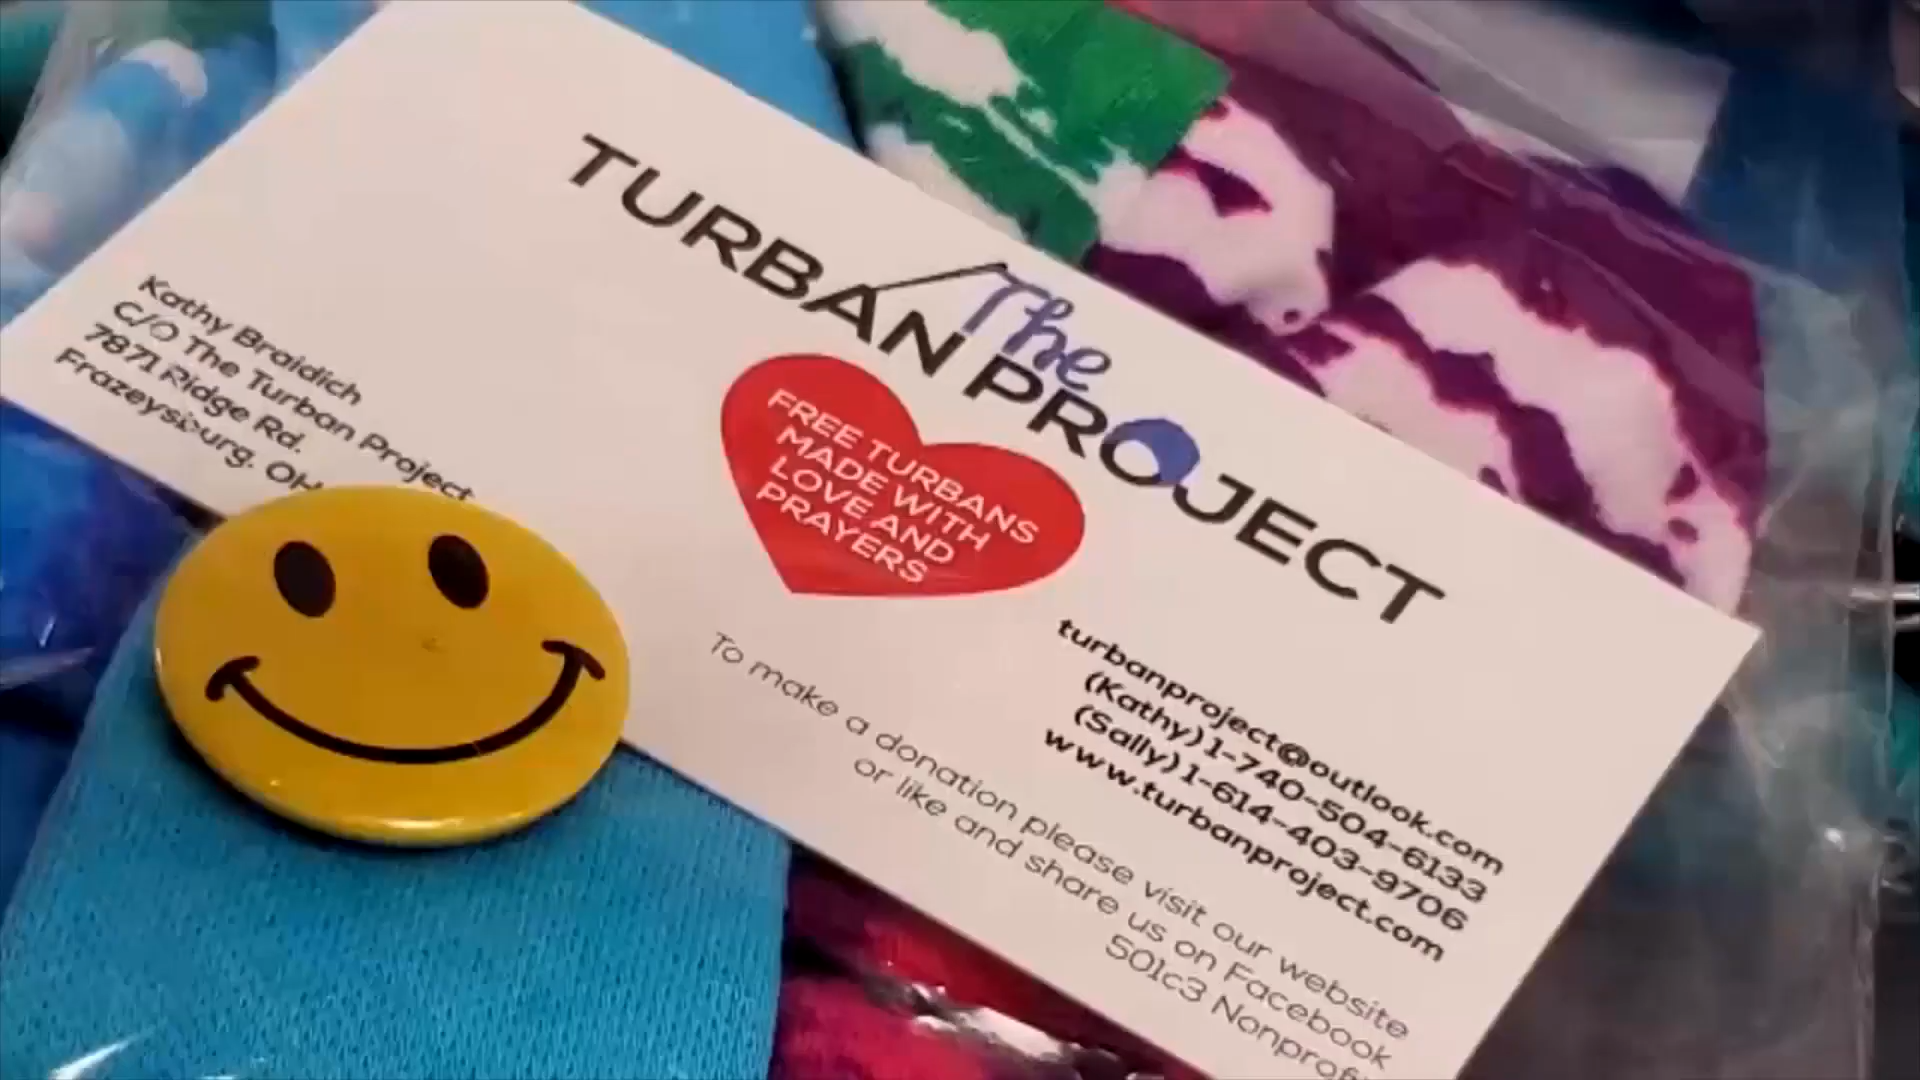 The
TURBAN PROJECT
FREE TURBANS
MADE WITH
LOVE AND
PRAYERS
Kathy Braidich
C/O The Turban Project
7871 Ridge Rd.
Frazeysburg. OH
turbanproject@outlook.com
(Kathy) 1-740-504-6133
(Sally) 1-614-403-9706
www.turbanproject.com
To make a donation please visit our website
or like and share us on Facebook
501c3